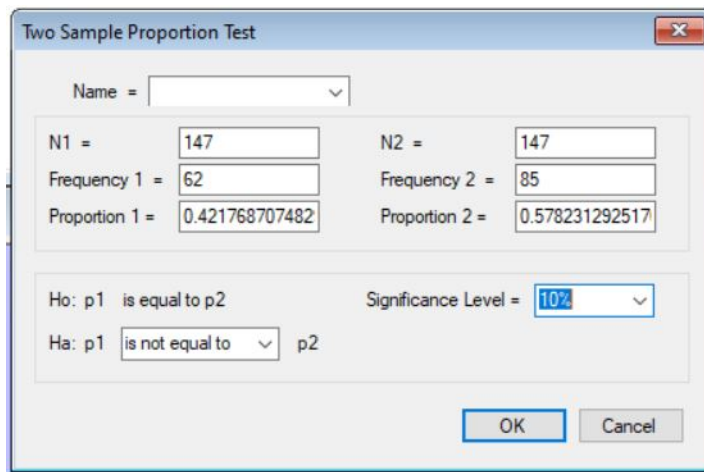 Two Sample Proportion Test
Name =
N1 = 147 N2 = 147
Frequency 1 = 62 Frequency 2 = 85
Proportion 1 = 0.421768707482 Proportion 2 = 0.578231292517
Ho: p1 is equal to p2 Significance Level = 10%
Ha: p1 is not equal to p2
OK Cancel